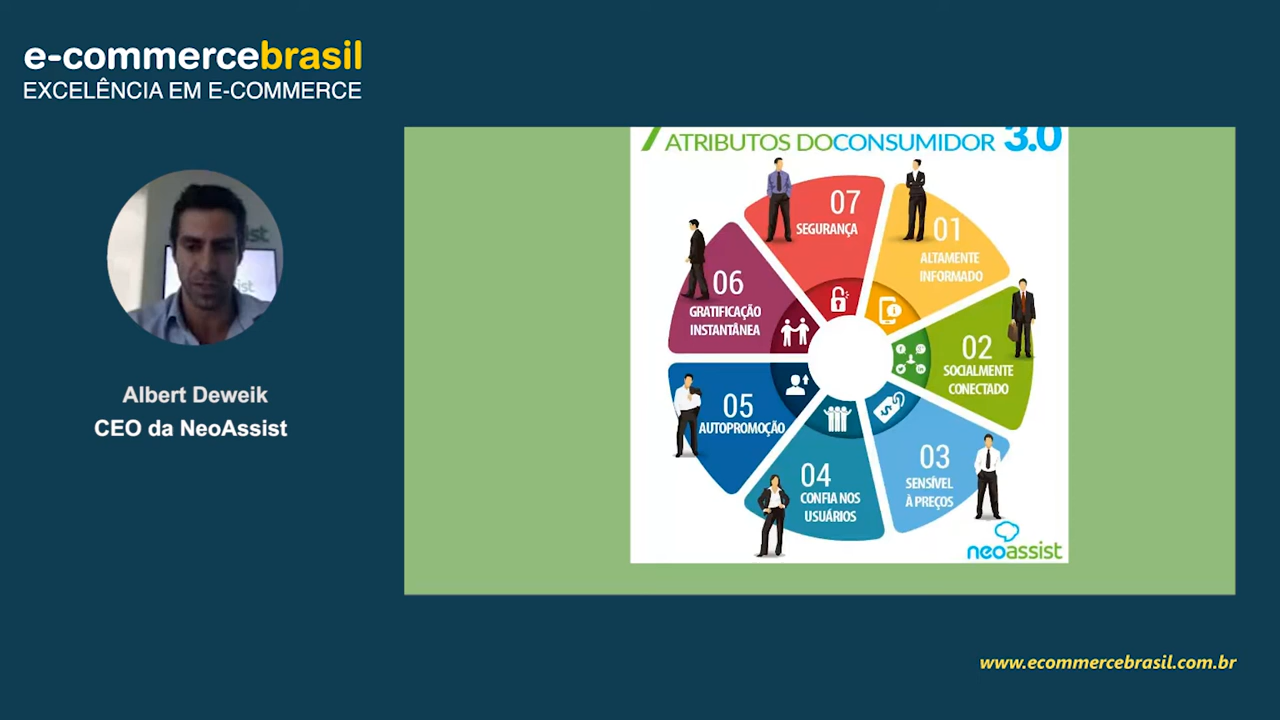 e-commercebrasil
EXCELÊNCIA EM E-COMMERCE
7 ATRIBUTOS DO CONSUMIDOR 3.0
07
SEGURANÇA
01
ALTAMENTE
INFORMADO
06
GRATIFICAÇÃO
INSTANTÂNEA
02
SOCIALMENTE
CONECTADO
05
AUTOPROMOÇÃO
03
SENSÍVEL
À PREÇOS
04
CONFIA NOS
USUÁRIOS
neoassist
Albert Deweik
CEO da NeoAssist
www.ecommercebrasil.com.br